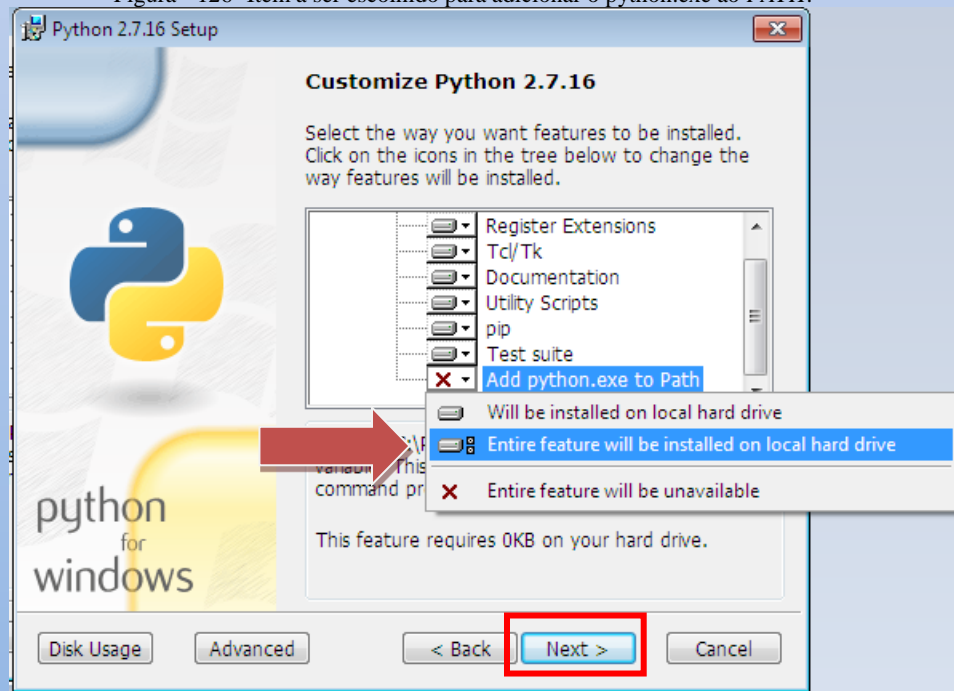 Python 2.7.16 Setup
Customize Python 2.7.16
Select the way you want features to be installed.
Click on the icons in the tree below to change the
way features will be installed.
Register Extensions
Tcl/Tk
Documentation
Utility Scripts
pip
Test suite
Add python.exe to Path
Will be installed on local hard drive
Entire feature will be installed on local hard drive
Entire feature will be unavailable
This
command
This feature requires 0KB on your hard drive.
python
for
windows
Disk Usage
Advanced
< Back
Next >
Cancel